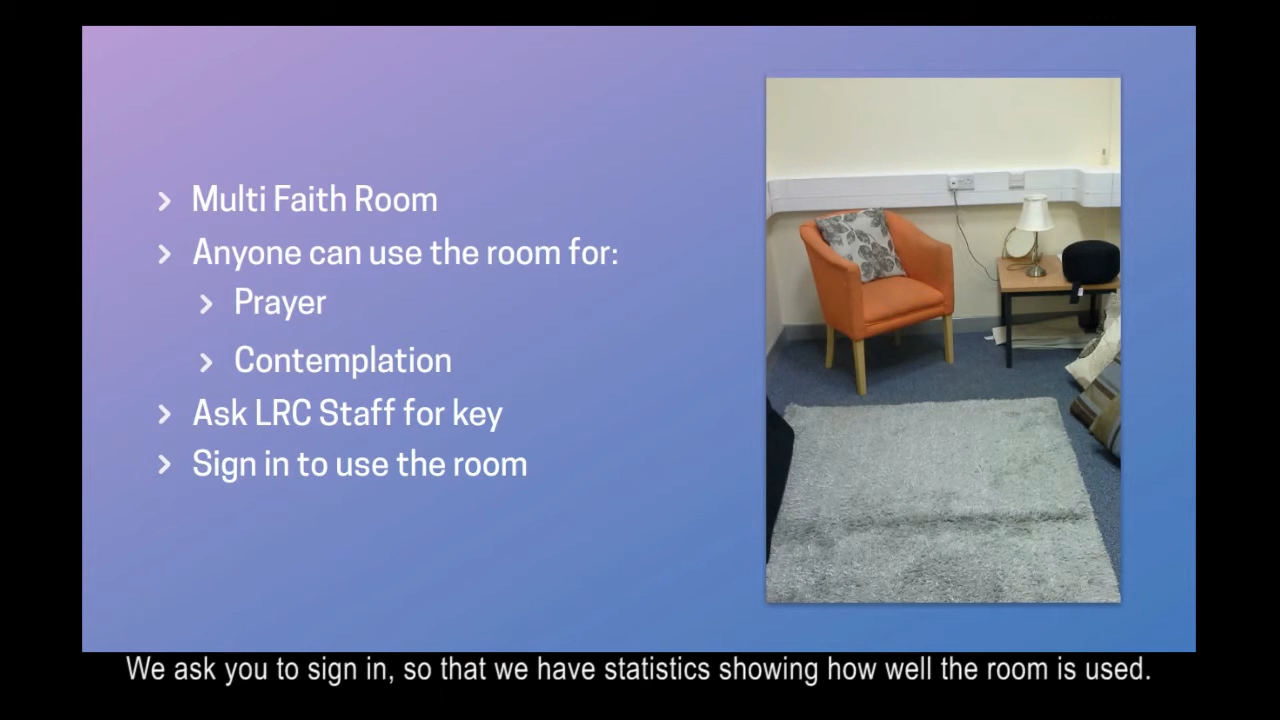 Multi Faith Room
Anyone can use the room for:
Prayer
Contemplation
Ask LRC Staff for key
Sign in to use the room
We ask you to sign in, so that we have statistics showing how well the room is used.